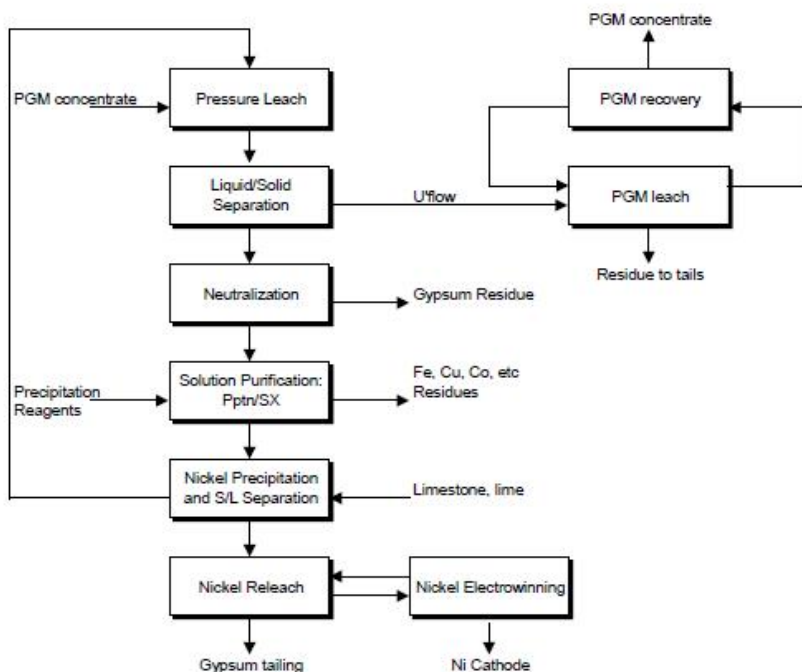 PGM concentrate
PGM concentrate
Pressure Leach
PGM recovery
Liquid/Solid
Separation
U'flow
PGM leach
Residue to tails
Neutralization
Gypsum Residue
Precipitation
Reagents
Solution Purification:
Pptn/SX
Fe, Cu, Co, etc
Residues
Nickel Precipitation
and S/L Separation
Limestone, lime
Nickel Releach
Nickel Electrowinning
Gypsum tailing
Ni Cathode